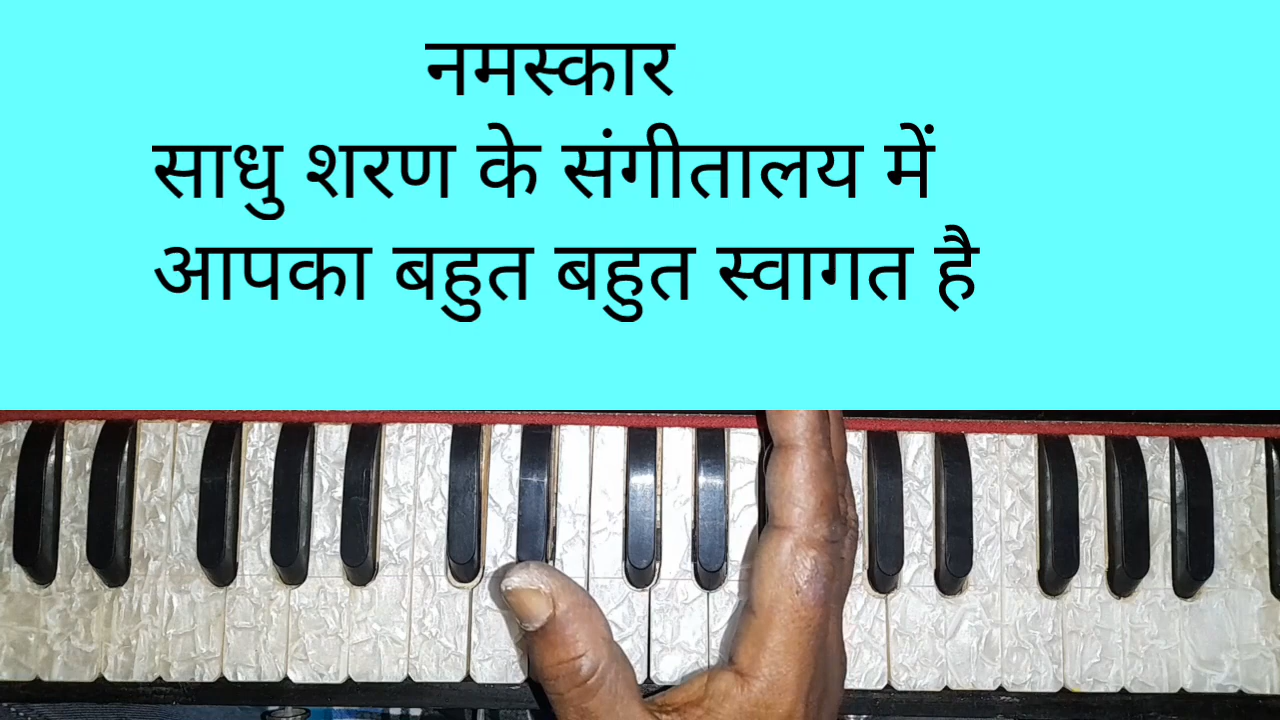 नमस्कार
साधु शरण के संगीतालय में
आपका बहुत बहुत स्वागत है